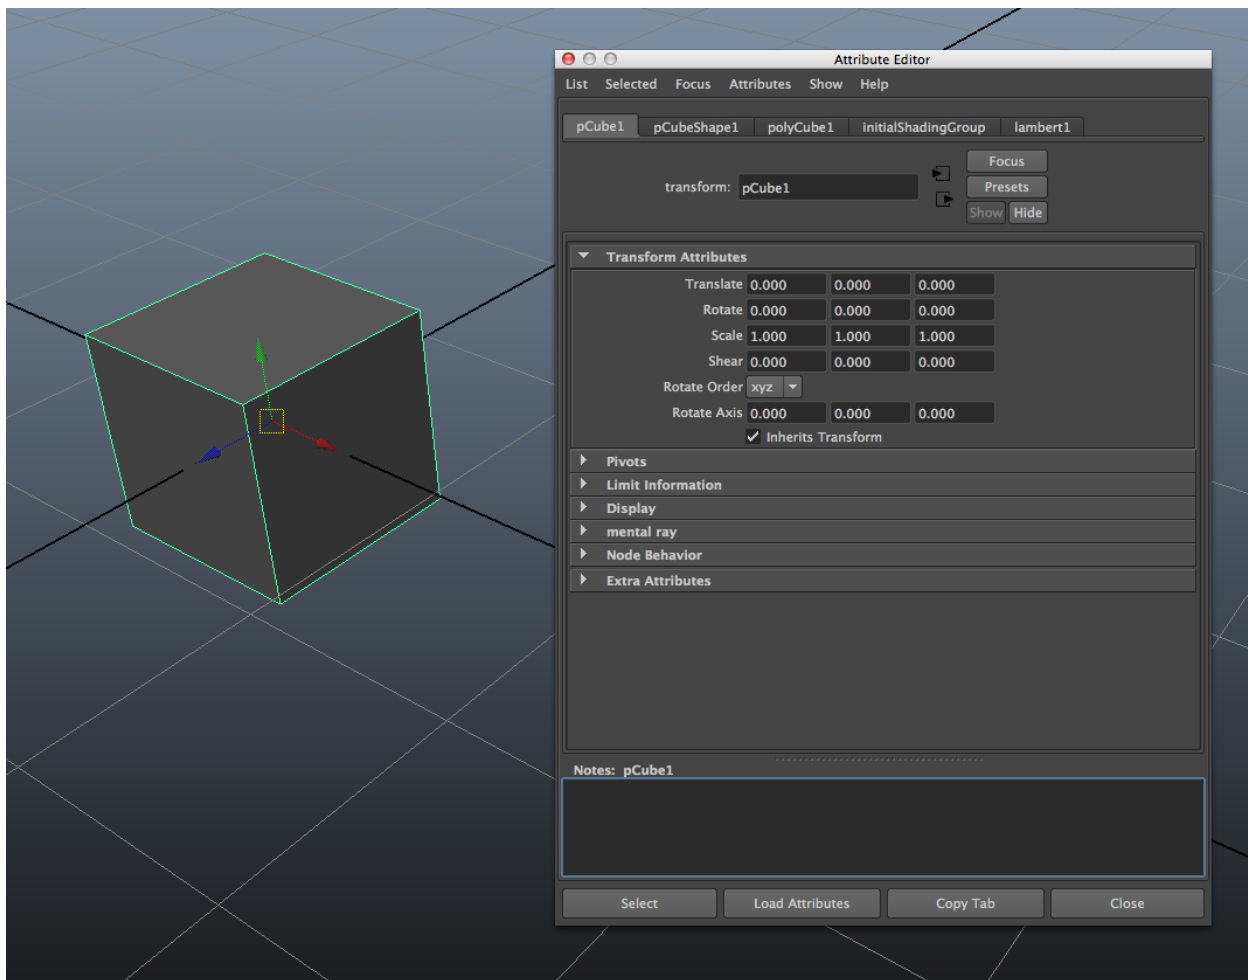 Attribute Editor
List Selected Focus Attributes Show Help
pCube1 pCubeShape1 polyCube1 initialShadingGroup lambert1
Focus
transform: pCube1 Presets
Show Hide
Transform Attributes
Translate 0.000 0.000 0.000
Rotate 0.000 0.000 0.000
Scale 1.000 1.000 1.000
Shear 0.000 0.000 0.000
Rotate Order xyz
Rotate Axis 0.000 0.000 0.000
Inherits Transform
Pivots
Limit Information
Display
mental ray
Node Behavior
Extra Attributes
Notes: pCube1
Select Load Attributes Copy Tab Close